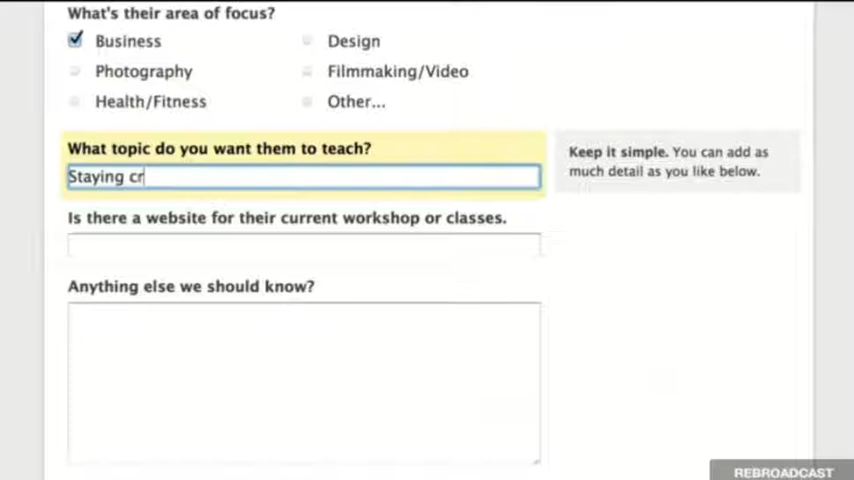 What's their area of focus?
Business
Design
Photography
Filmmaking/Video
Health/Fitness
Other...
What topic do you want them to teach?
Keep it simple. You can add as
much detail as you like below.
Staying cr
Is there a website for their current workshop or classes.
Anything else we should know?
REBROADCAST